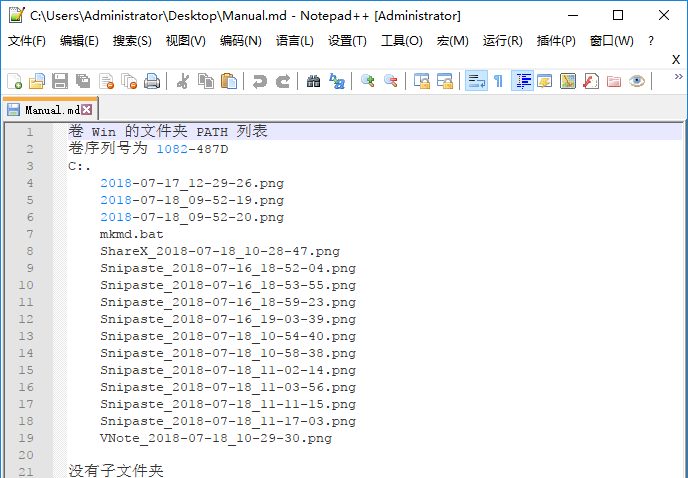 C:\Users\Administrator\Desktop\Manual.md - Notepad++ [Administrator]
文件(F) 编辑(E) 搜索(S) 视图(V) 编码(N) 语言(L) 设置(T) 工具(O) 宏(M) 运行(R) 插件(P) 窗口(W) ?
X
Manual.md
1 卷 Win 的文件夹 PATH 列表
2 卷序列号为 1082-487D
3 C:.
4 2018-07-17_12-29-26.png
5 2018-07-18_09-52-19.png
6 2018-07-18_09-52-20.png
7 mkmd.bat
8 ShareX_2018-07-18_10-28-47.png
9 Snipaste_2018-07-16_18-52-04.png
10 Snipaste_2018-07-16_18-53-55.png
11 Snipaste_2018-07-16_18-59-23.png
12 Snipaste_2018-07-16_19-03-39.png
13 Snipaste_2018-07-18_10-54-40.png
14 Snipaste_2018-07-18_10-58-38.png
15 Snipaste_2018-07-18_11-02-14.png
16 Snipaste_2018-07-18_11-03-56.png
17 Snipaste_2018-07-18_11-11-15.png
18 Snipaste_2018-07-18_11-17-03.png
19 VNote_2018-07-18_10-29-30.png
20
21 没有子文件夹